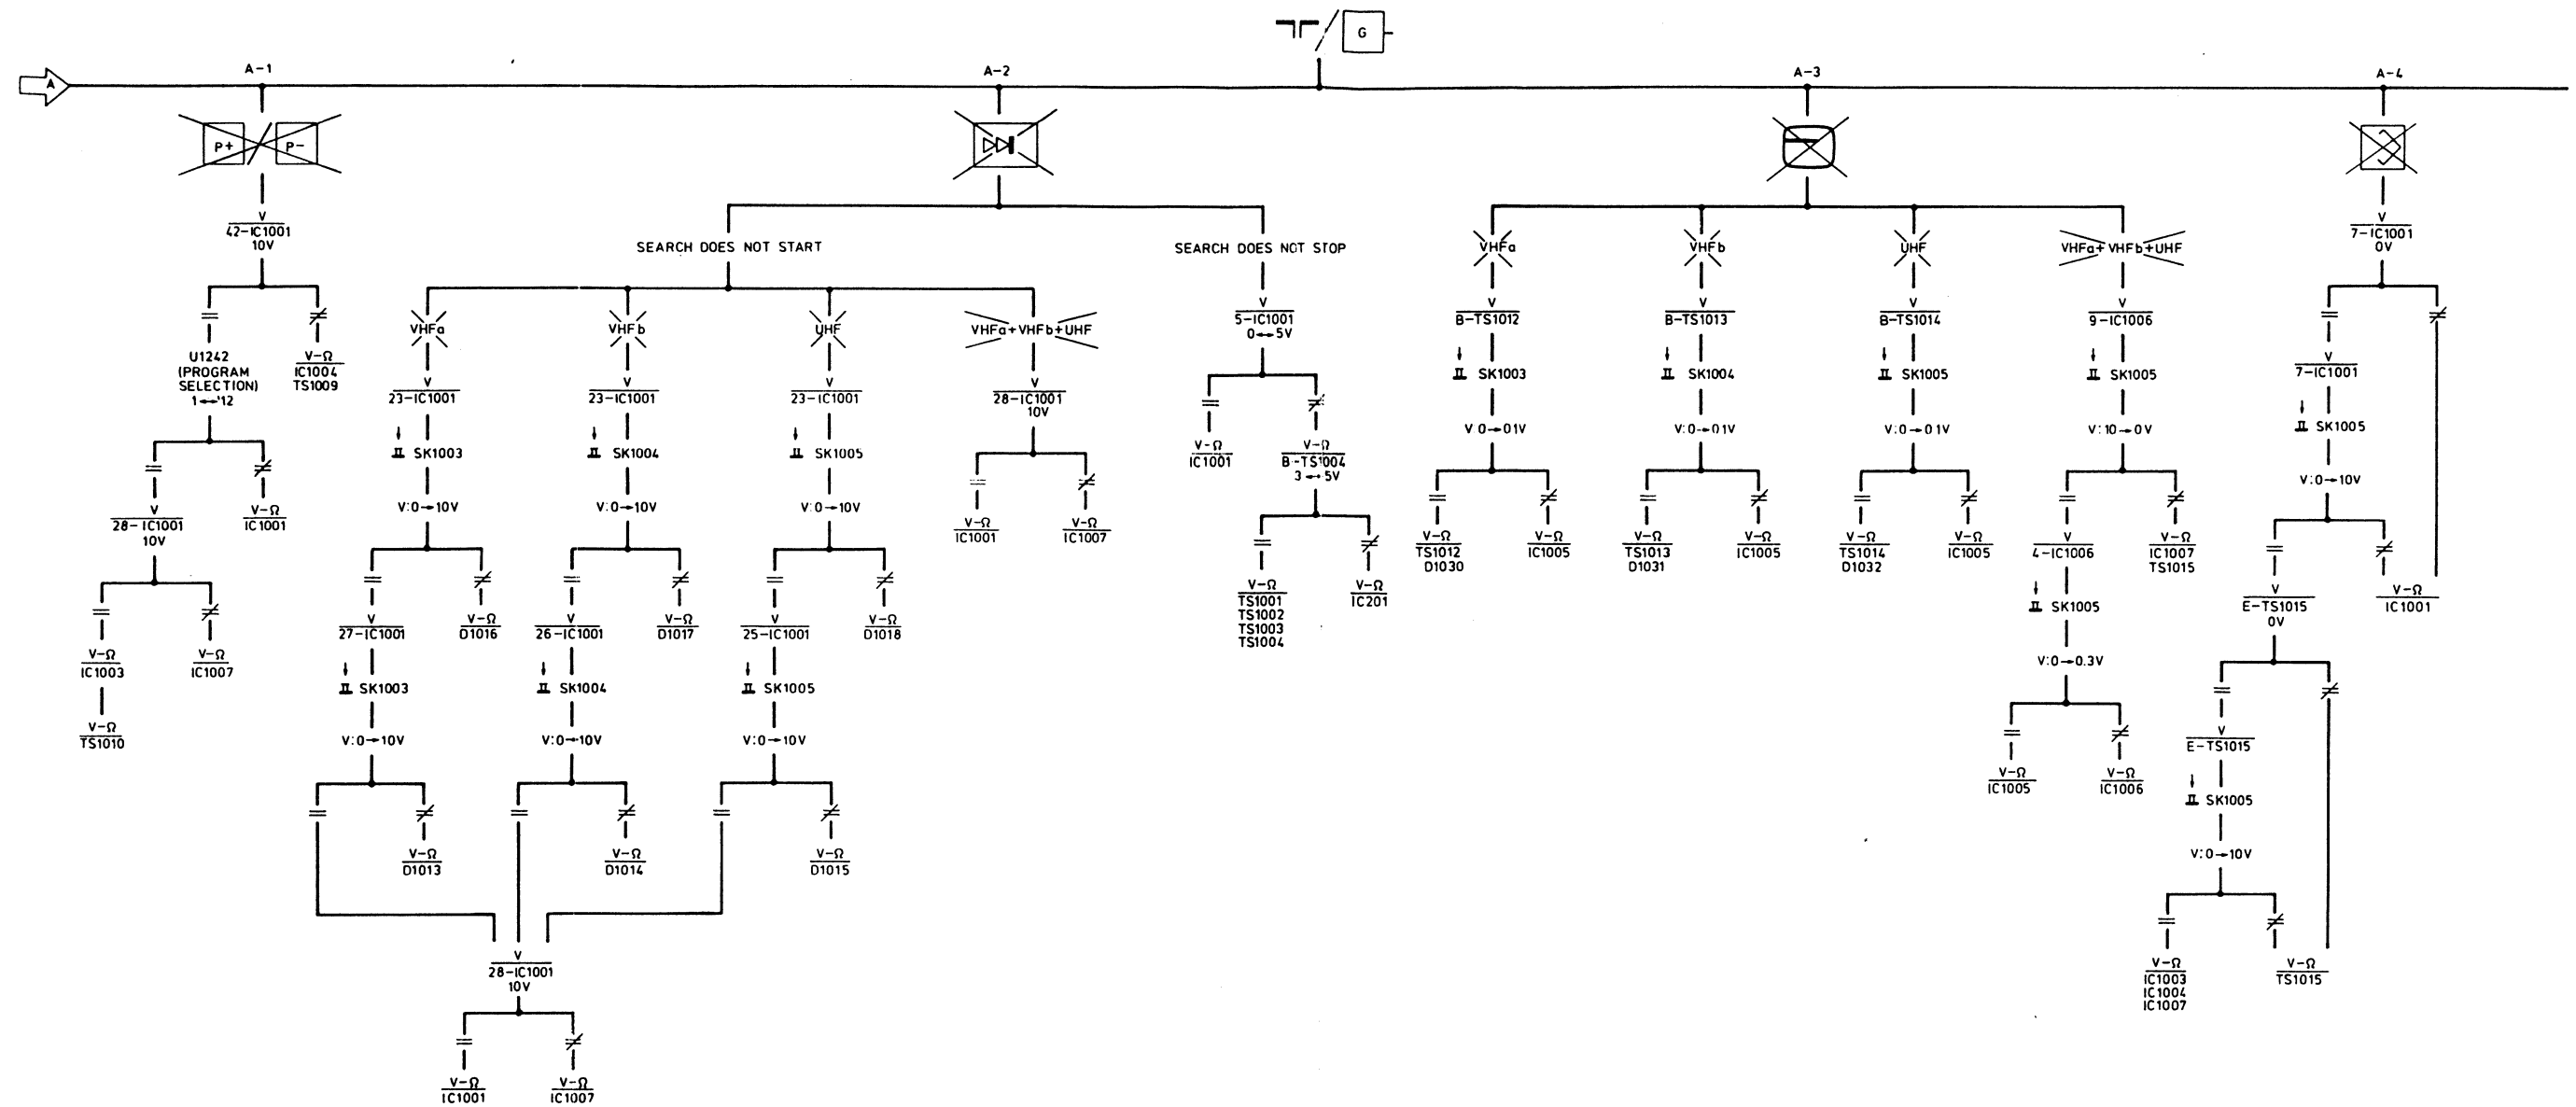 G
A
A-1
A-2
A-3
A-4
P+
P-
V
42-IC1001
10V
U1242
(PROGRAM
SELECTION)
1↔12
V-Ω
IC1004
TS1009
V
28-IC1001
10V
V-Ω
IC1001
V-Ω
IC1003
V-Ω
IC1007
V-Ω
TS1010
SEARCH DOES NOT START
VHFa
V
23-IC1001
↓
SK1003
V:0→10V
V
27-IC1001
V-Ω
D1016
↓
SK1003
V:0→10V
V-Ω
D1013
VHFb
V
23-IC1001
↓
SK1004
V:0→10V
V
26-IC1001
V-Ω
D1017
↓
SK1004
V:0→10V
V-Ω
D1014
UHF
V
23-IC1001
↓
SK1005
V:0→10V
V
25-IC1001
V-Ω
D1018
↓
SK1005
V:0→10V
V-Ω
D1015
V
28-IC1001
10V
V-Ω
IC1001
V-Ω
IC1007
VHFa+VHFb+UHF
V
28-IC1001
10V
V-Ω
IC1001
V-Ω
IC1007
SEARCH DOES NOT STOP
V
5-IC1001
0↔5V
V-Ω
IC1001
V-Ω
B-TS1004
3↔5V
V-Ω
TS1001
TS1002
TS1003
TS1004
V-Ω
IC201
VHFa
V
B-TS1012
↓
SK1003
V 0→01V
V-Ω
TS1012
D1030
V-Ω
IC1005
VHFb
V
B-TS1013
↓
SK1004
V:0→01V
V-Ω
TS1013
D1031
V-Ω
IC1005
UHF
V
B-TS1014
↓
SK1005
V:0→01V
V-Ω
TS1014
D1032
V-Ω
IC1005
VHFa+VHFb+UHF
V
9-IC1006
↓
SK1005
V:10→0V
V
4-IC1006
V-Ω
IC1007
TS1015
↓
SK1005
V:0→0.3V
V-Ω
IC1005
V-Ω
IC1006
V
7-IC1001
0V
V
7-IC1001
↓
SK1005
V:0→10V
V
E-TS1015
0V
V-Ω
IC1001
V
E-TS1015
↓
SK1005
V:0→10V
V-Ω
IC1003
IC1004
IC1007
V-Ω
TS1015